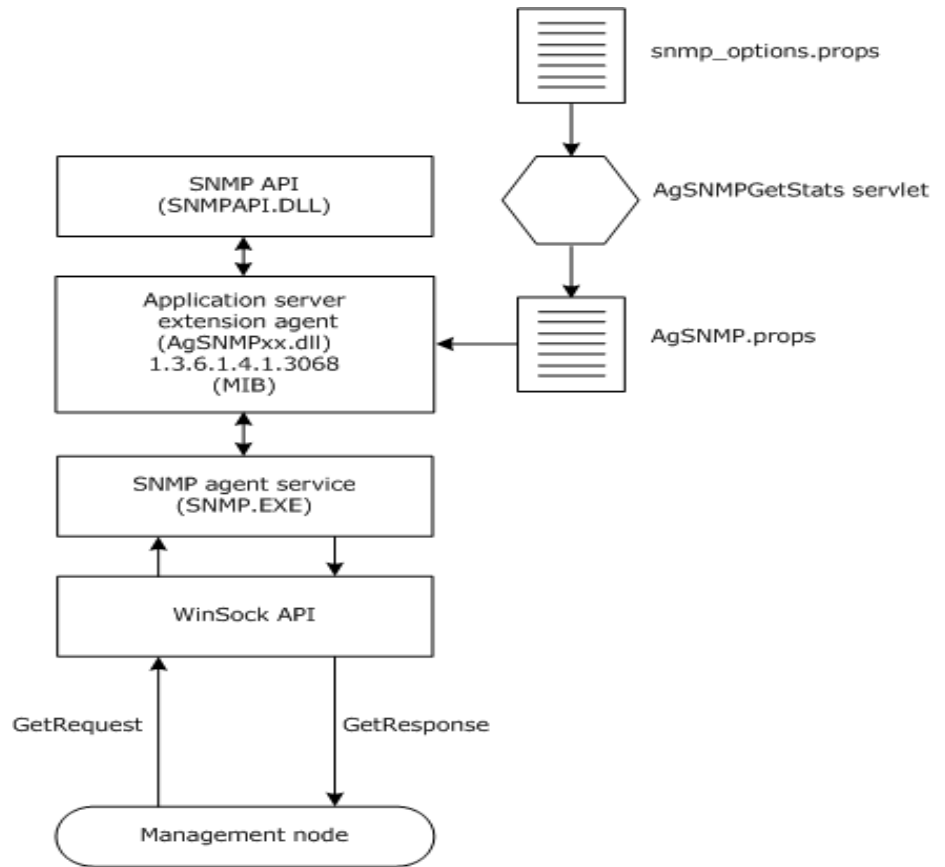 snmp_options.props
SNMP API
(SNMPAPI.DLL)
AgSNMPGetStats servlet
Application server
extension agent
(AgSNMPxx.dll)
1.3.6.1.4.1.3068
(MIB)
AgSNMP.props
SNMP agent service
(SNMP.EXE)
WinSock API
GetRequest
GetResponse
Management node